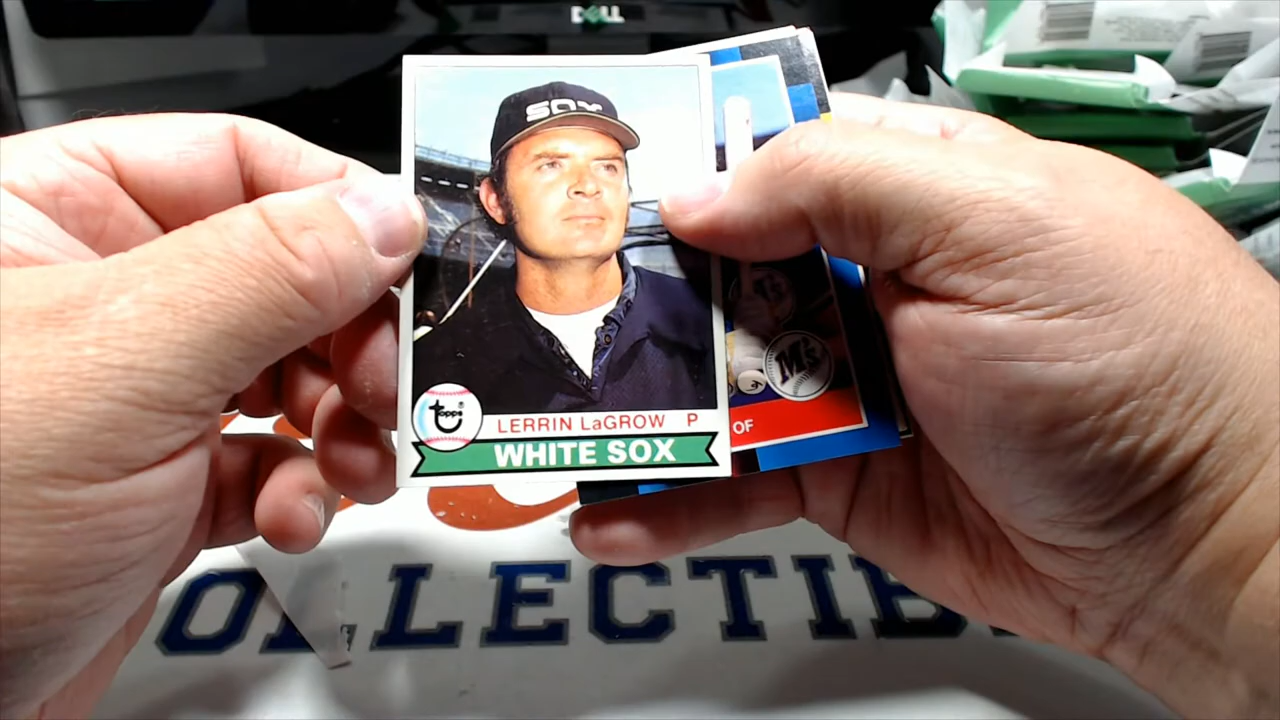 DELL
SOX
topps
LERRIN LaGROW P
WHITE SOX
M's
OF
OLLECTIB